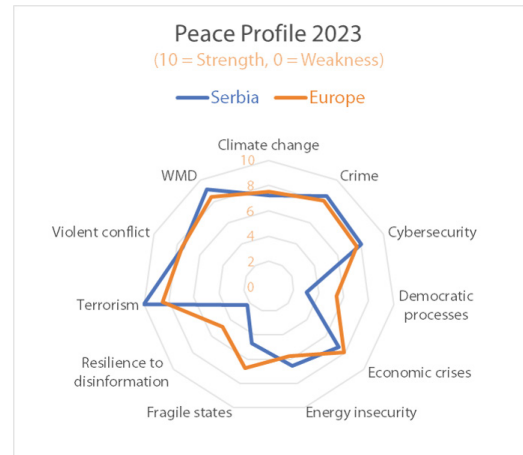 Peace Profile 2023
(10 = Strength, 0 = Weakness)
Serbia Europe
Climate change
10
8
6
4
2
0
Crime
Cybersecurity
Democratic
processes
Economic crises
Energy insecurity
Fragile states
Resilience to
disinformation
Terrorism
Violent conflict
WMD